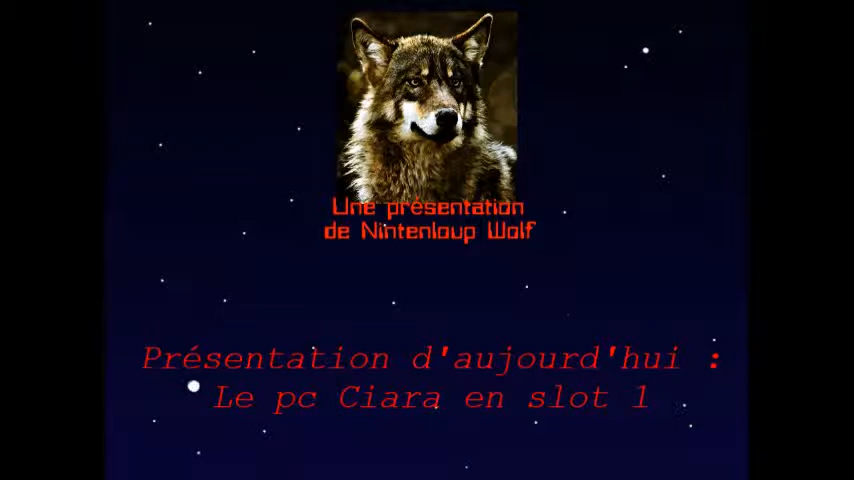 Une présentation
de Nintenloup Wolf
Présentation d'aujourd'hui :
Le pc Ciara en slot 1